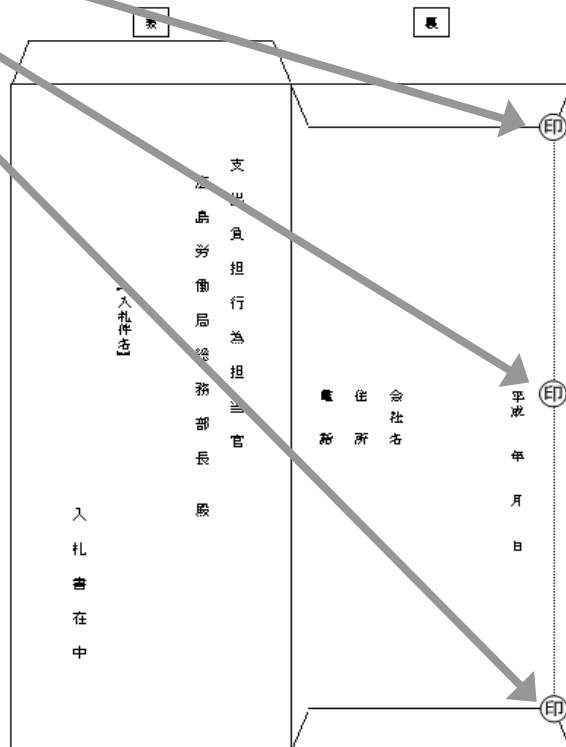 表
裏
支出負担行為担当官
広島労働局総務部長 殿
【入札件名】
入札書在中
印
平成 年 月 日
印
会社名
住所
電話
印